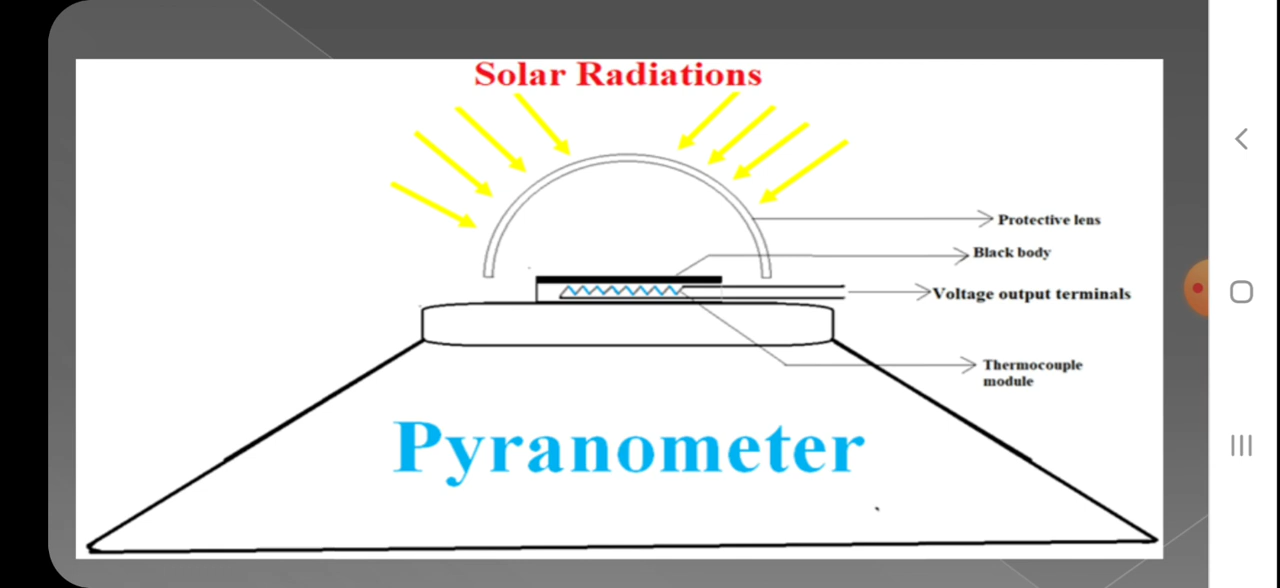 Solar Radiations
Protective lens
Black body
Voltage output terminals
Thermocouple
module
Pyranometer